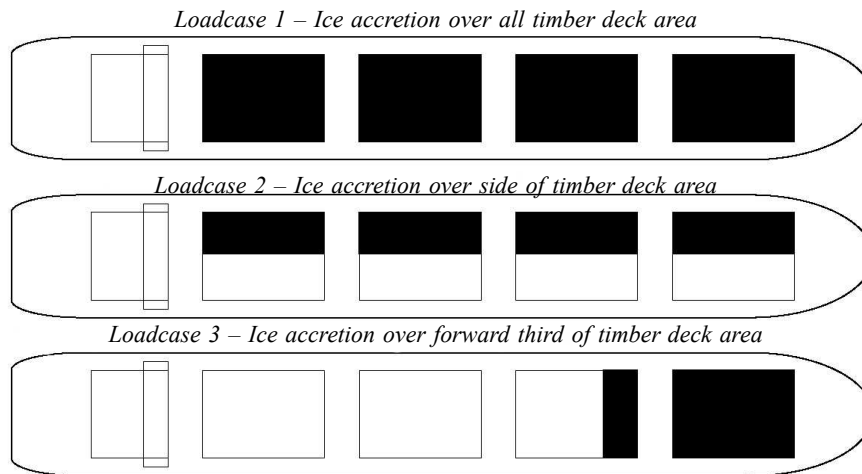 Loadcase 1 – Ice accretion over all timber deck area
Loadcase 2 – Ice accretion over side of timber deck area
Loadcase 3 – Ice accretion over forward third of timber deck area